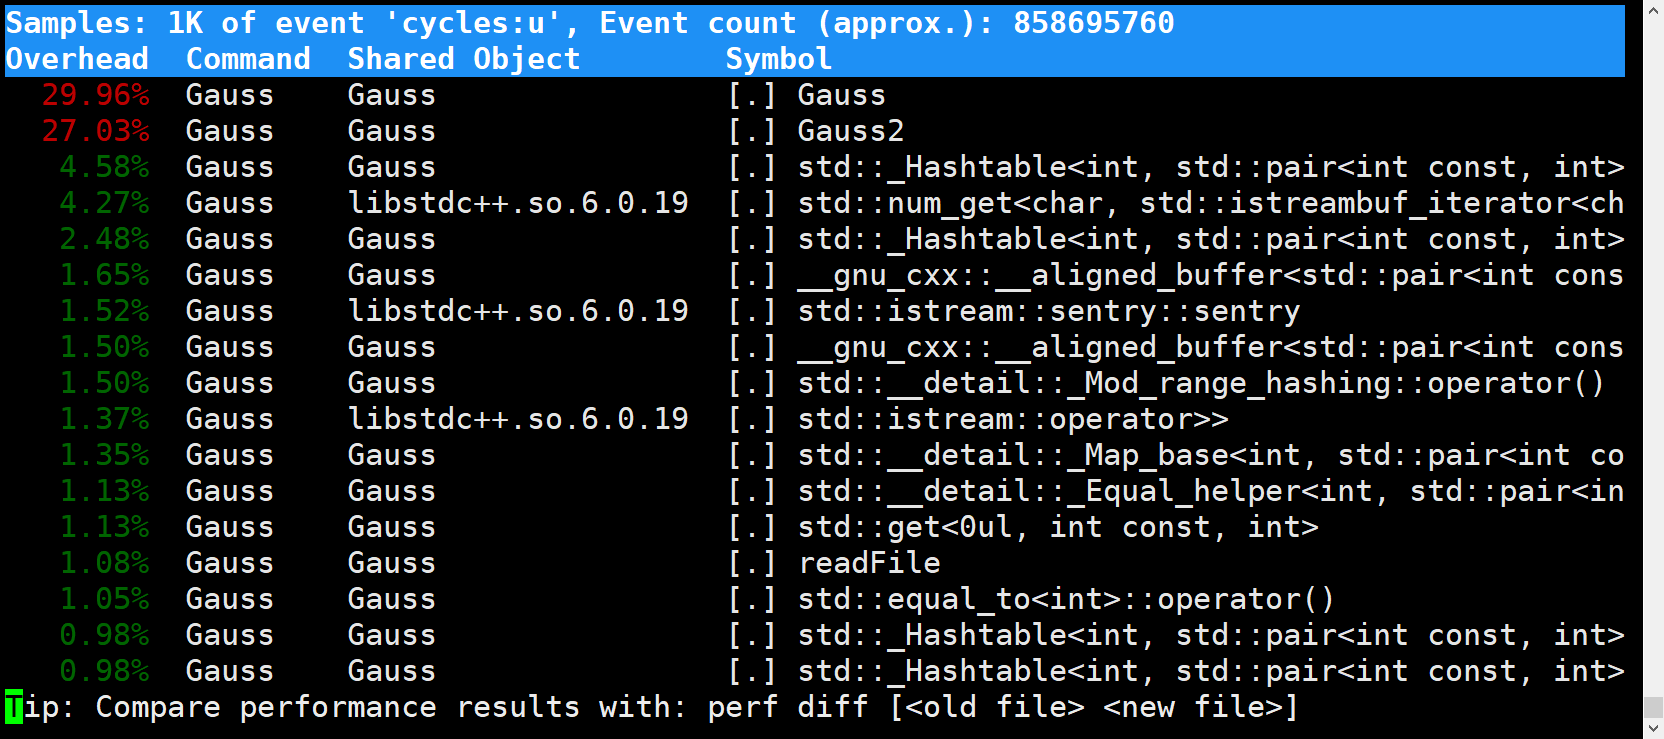 Samples: 1K of event 'cycles:u', Event count (approx.): 858695760
Overhead  Command  Shared Object        Symbol
  29.96%  Gauss    Gauss                [.] Gauss
  27.03%  Gauss    Gauss                [.] Gauss2
   4.58%  Gauss    Gauss                [.] std::_Hashtable<int, std::pair<int const, int>
   4.27%  Gauss    libstdc++.so.6.0.19  [.] std::num_get<char, std::istreambuf_iterator<ch
   2.48%  Gauss    Gauss                [.] std::_Hashtable<int, std::pair<int const, int>
   1.65%  Gauss    Gauss                [.] __gnu_cxx::__aligned_buffer<std::pair<int cons
   1.52%  Gauss    libstdc++.so.6.0.19  [.] std::istream::sentry::sentry
   1.50%  Gauss    Gauss                [.] __gnu_cxx::__aligned_buffer<std::pair<int cons
   1.50%  Gauss    Gauss                [.] std::__detail::_Mod_range_hashing::operator()
   1.37%  Gauss    libstdc++.so.6.0.19  [.] std::istream::operator>>
   1.35%  Gauss    Gauss                [.] std::__detail::_Map_base<int, std::pair<int co
   1.13%  Gauss    Gauss                [.] std::__detail::_Equal_helper<int, std::pair<in
   1.13%  Gauss    Gauss                [.] std::get<0ul, int const, int>
   1.08%  Gauss    Gauss                [.] readFile
   1.05%  Gauss    Gauss                [.] std::equal_to<int>::operator()
   0.98%  Gauss    Gauss                [.] std::_Hashtable<int, std::pair<int const, int>
   0.98%  Gauss    Gauss                [.] std::_Hashtable<int, std::pair<int const, int>
Tip: Compare performance results with: perf diff [<old file> <new file>]